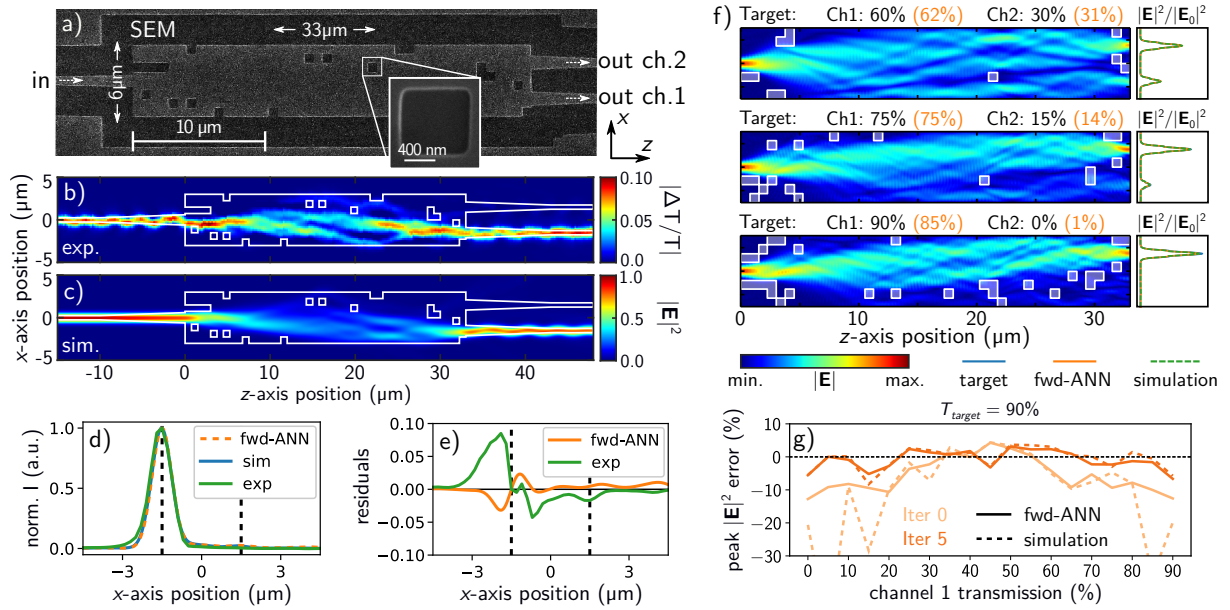 a)
SEM
33μm
in
6μm
10 μm
400 nm
out ch.2
out ch.1
x
z
b)
exp.
5
0
-5
0.10
0.05
0.00
|ΔT/T|
c)
sim.
5
0
-5
1.0
0.5
0.0
|E|²
x-axis position (μm)
-10 0 10 20 30 40
z-axis position (μm)
d)
fwd-ANN
sim
exp
norm. I (a.u.)
1.0
0.5
0.0
−3 0 3
x-axis position (μm)
e)
fwd-ANN
exp
residuals
0.10
0.05
0.00
−0.05
−0.10
−3 0 3
x-axis position (μm)
f)
Target: Ch1: 60% (62%) Ch2: 30% (31%) |E|²/|E₀|²
Target: Ch1: 75% (75%) Ch2: 15% (14%) |E|²/|E₀|²
Target: Ch1: 90% (85%) Ch2: 0% (1%) |E|²/|E₀|²
0 10 20 30
z-axis position (μm)
min. |E| max.
target
fwd-ANN
simulation
T target = 90%
g)
peak |E|² error (%)
10
0
−10
−20
−30
Iter 0
Iter 5
fwd-ANN
simulation
0 10 20 30 40 50 60 70 80 90
channel 1 transmission (%)